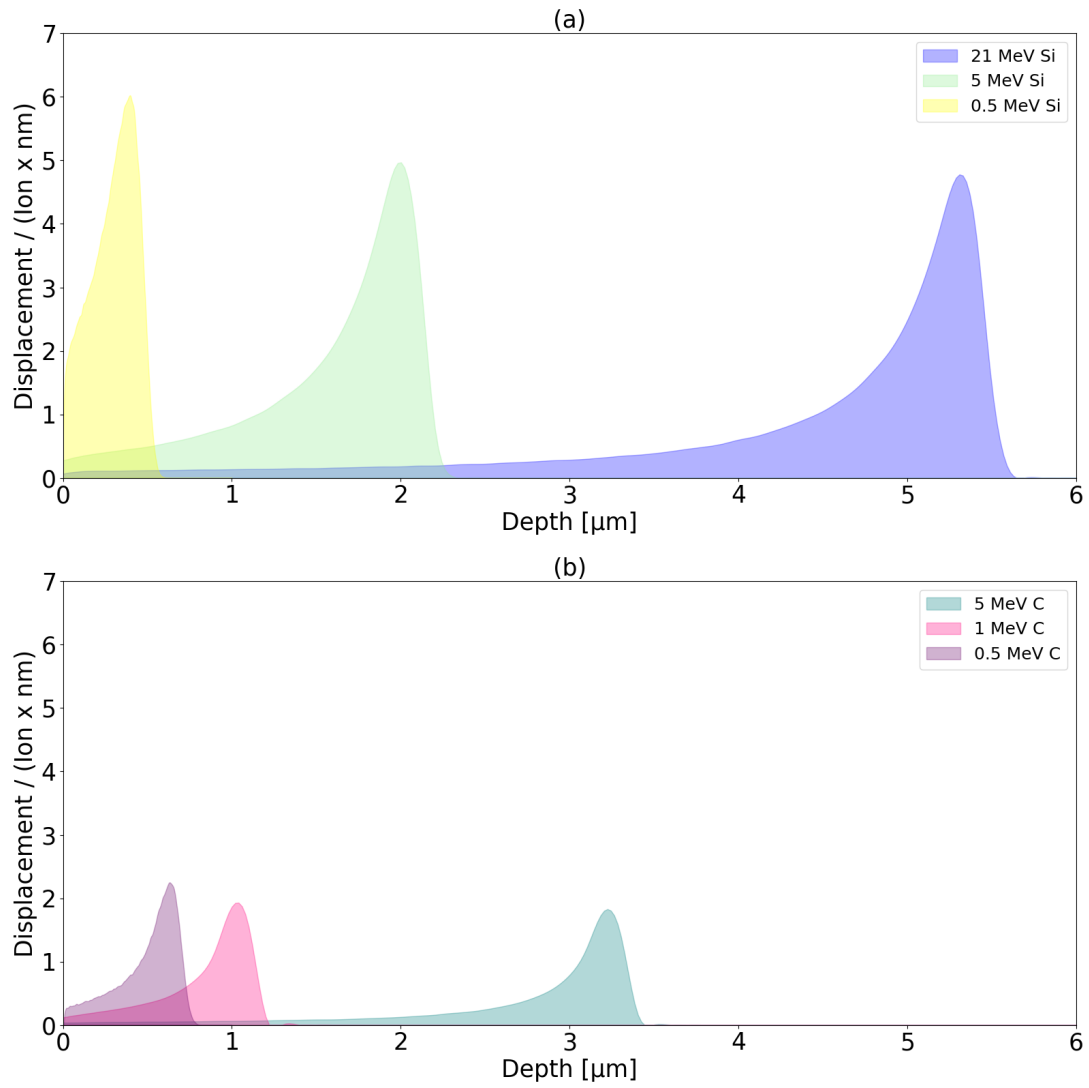 (a)
7
6
5
4
3
2
1
0
Displacement / (Ion x nm)
21 MeV Si
5 MeV Si
0.5 MeV Si
0 1 2 3 4 5 6
Depth [μm]
(b)
7
6
5
4
3
2
1
0
Displacement / (Ion x nm)
5 MeV C
1 MeV C
0.5 MeV C
0 1 2 3 4 5 6
Depth [μm]